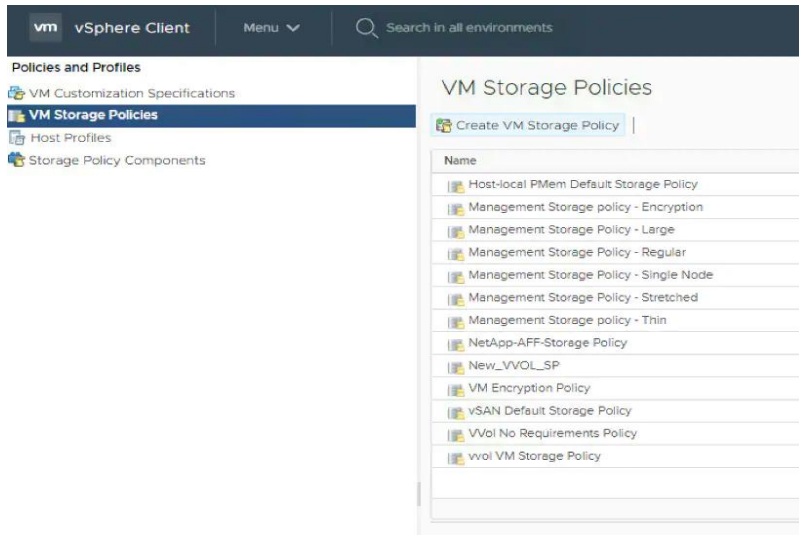 vm vSphere Client Menu Search in all environments
Policies and Profiles
VM Customization Specifications
VM Storage Policies
Host Profiles
Storage Policy Components
VM Storage Policies
Create VM Storage Policy
Name
Host-local PMem Default Storage Policy
Management Storage policy - Encryption
Management Storage Policy - Large
Management Storage Policy - Regular
Management Storage Policy - Single Node
Management Storage Policy - Stretched
Management Storage policy - Thin
NetApp-AFF-Storage Policy
New_VVOL_SP
VM Encryption Policy
vSAN Default Storage Policy
VVol No Requirements Policy
vvol VM Storage Policy